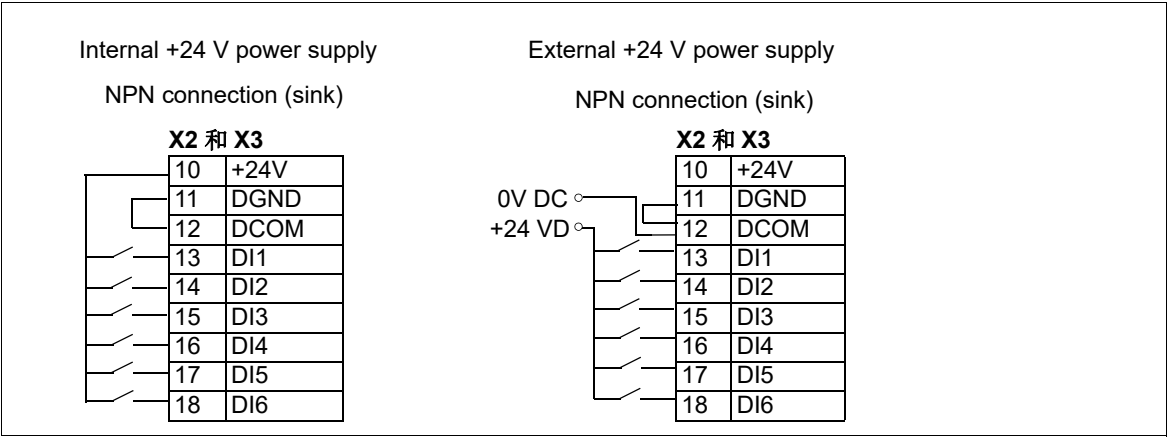 Internal +24 V power supply
NPN connection (sink)
X2 和 X3
10 +24V
11 DGND
12 DCOM
13 DI1
14 DI2
15 DI3
16 DI4
17 DI5
18 DI6
External +24 V power supply
NPN connection (sink)
X2 和 X3
0V DC
+24 VD
10 +24V
11 DGND
12 DCOM
13 DI1
14 DI2
15 DI3
16 DI4
17 DI5
18 DI6